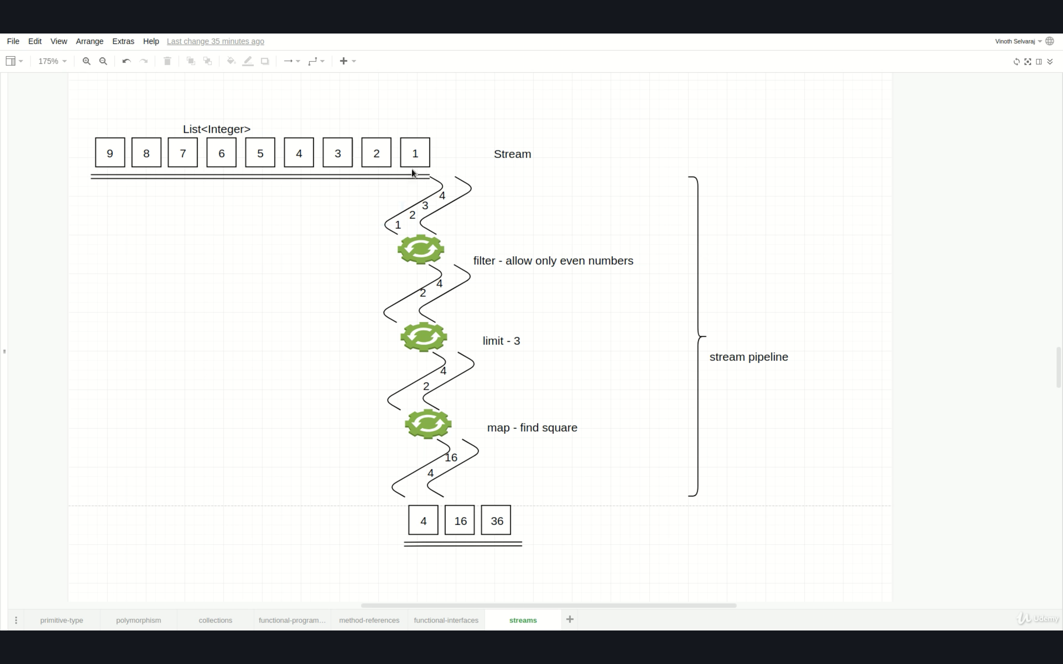 File Edit View Arrange Extras Help Last change 35 minutes ago Vinoth Selvaraj
175%
List<Integer>
9 8 7 6 5 4 3 2 1
Stream
4
3
2
1
filter - allow only even numbers
4
2
limit - 3
4
2
stream pipeline
map - find square
16
4
4 16 36
primitive-type polymorphism collections functional-program... method-references functional-interfaces streams
Udemy